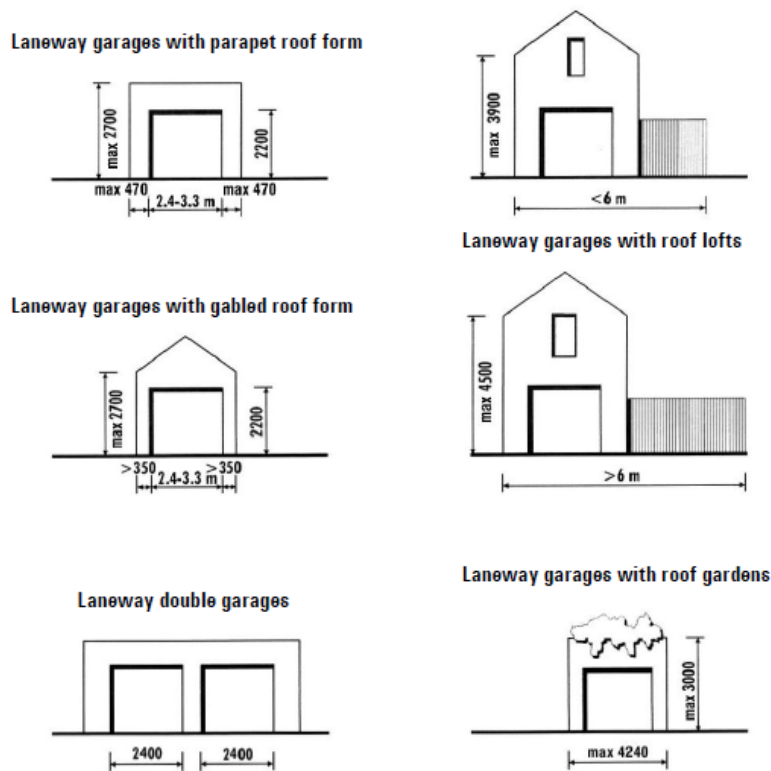 Laneway garages with parapet roof form
max 2700
2200
max 470
max 470
2.4-3.3 m
max 3900
<6 m
Laneway garages with roof lofts
Laneway garages with gabled roof form
max 2700
2200
>350
>350
2.4-3.3 m
max 4500
>6 m
Laneway double garages
2400
2400
Laneway garages with roof gardens
max 3000
max 4240